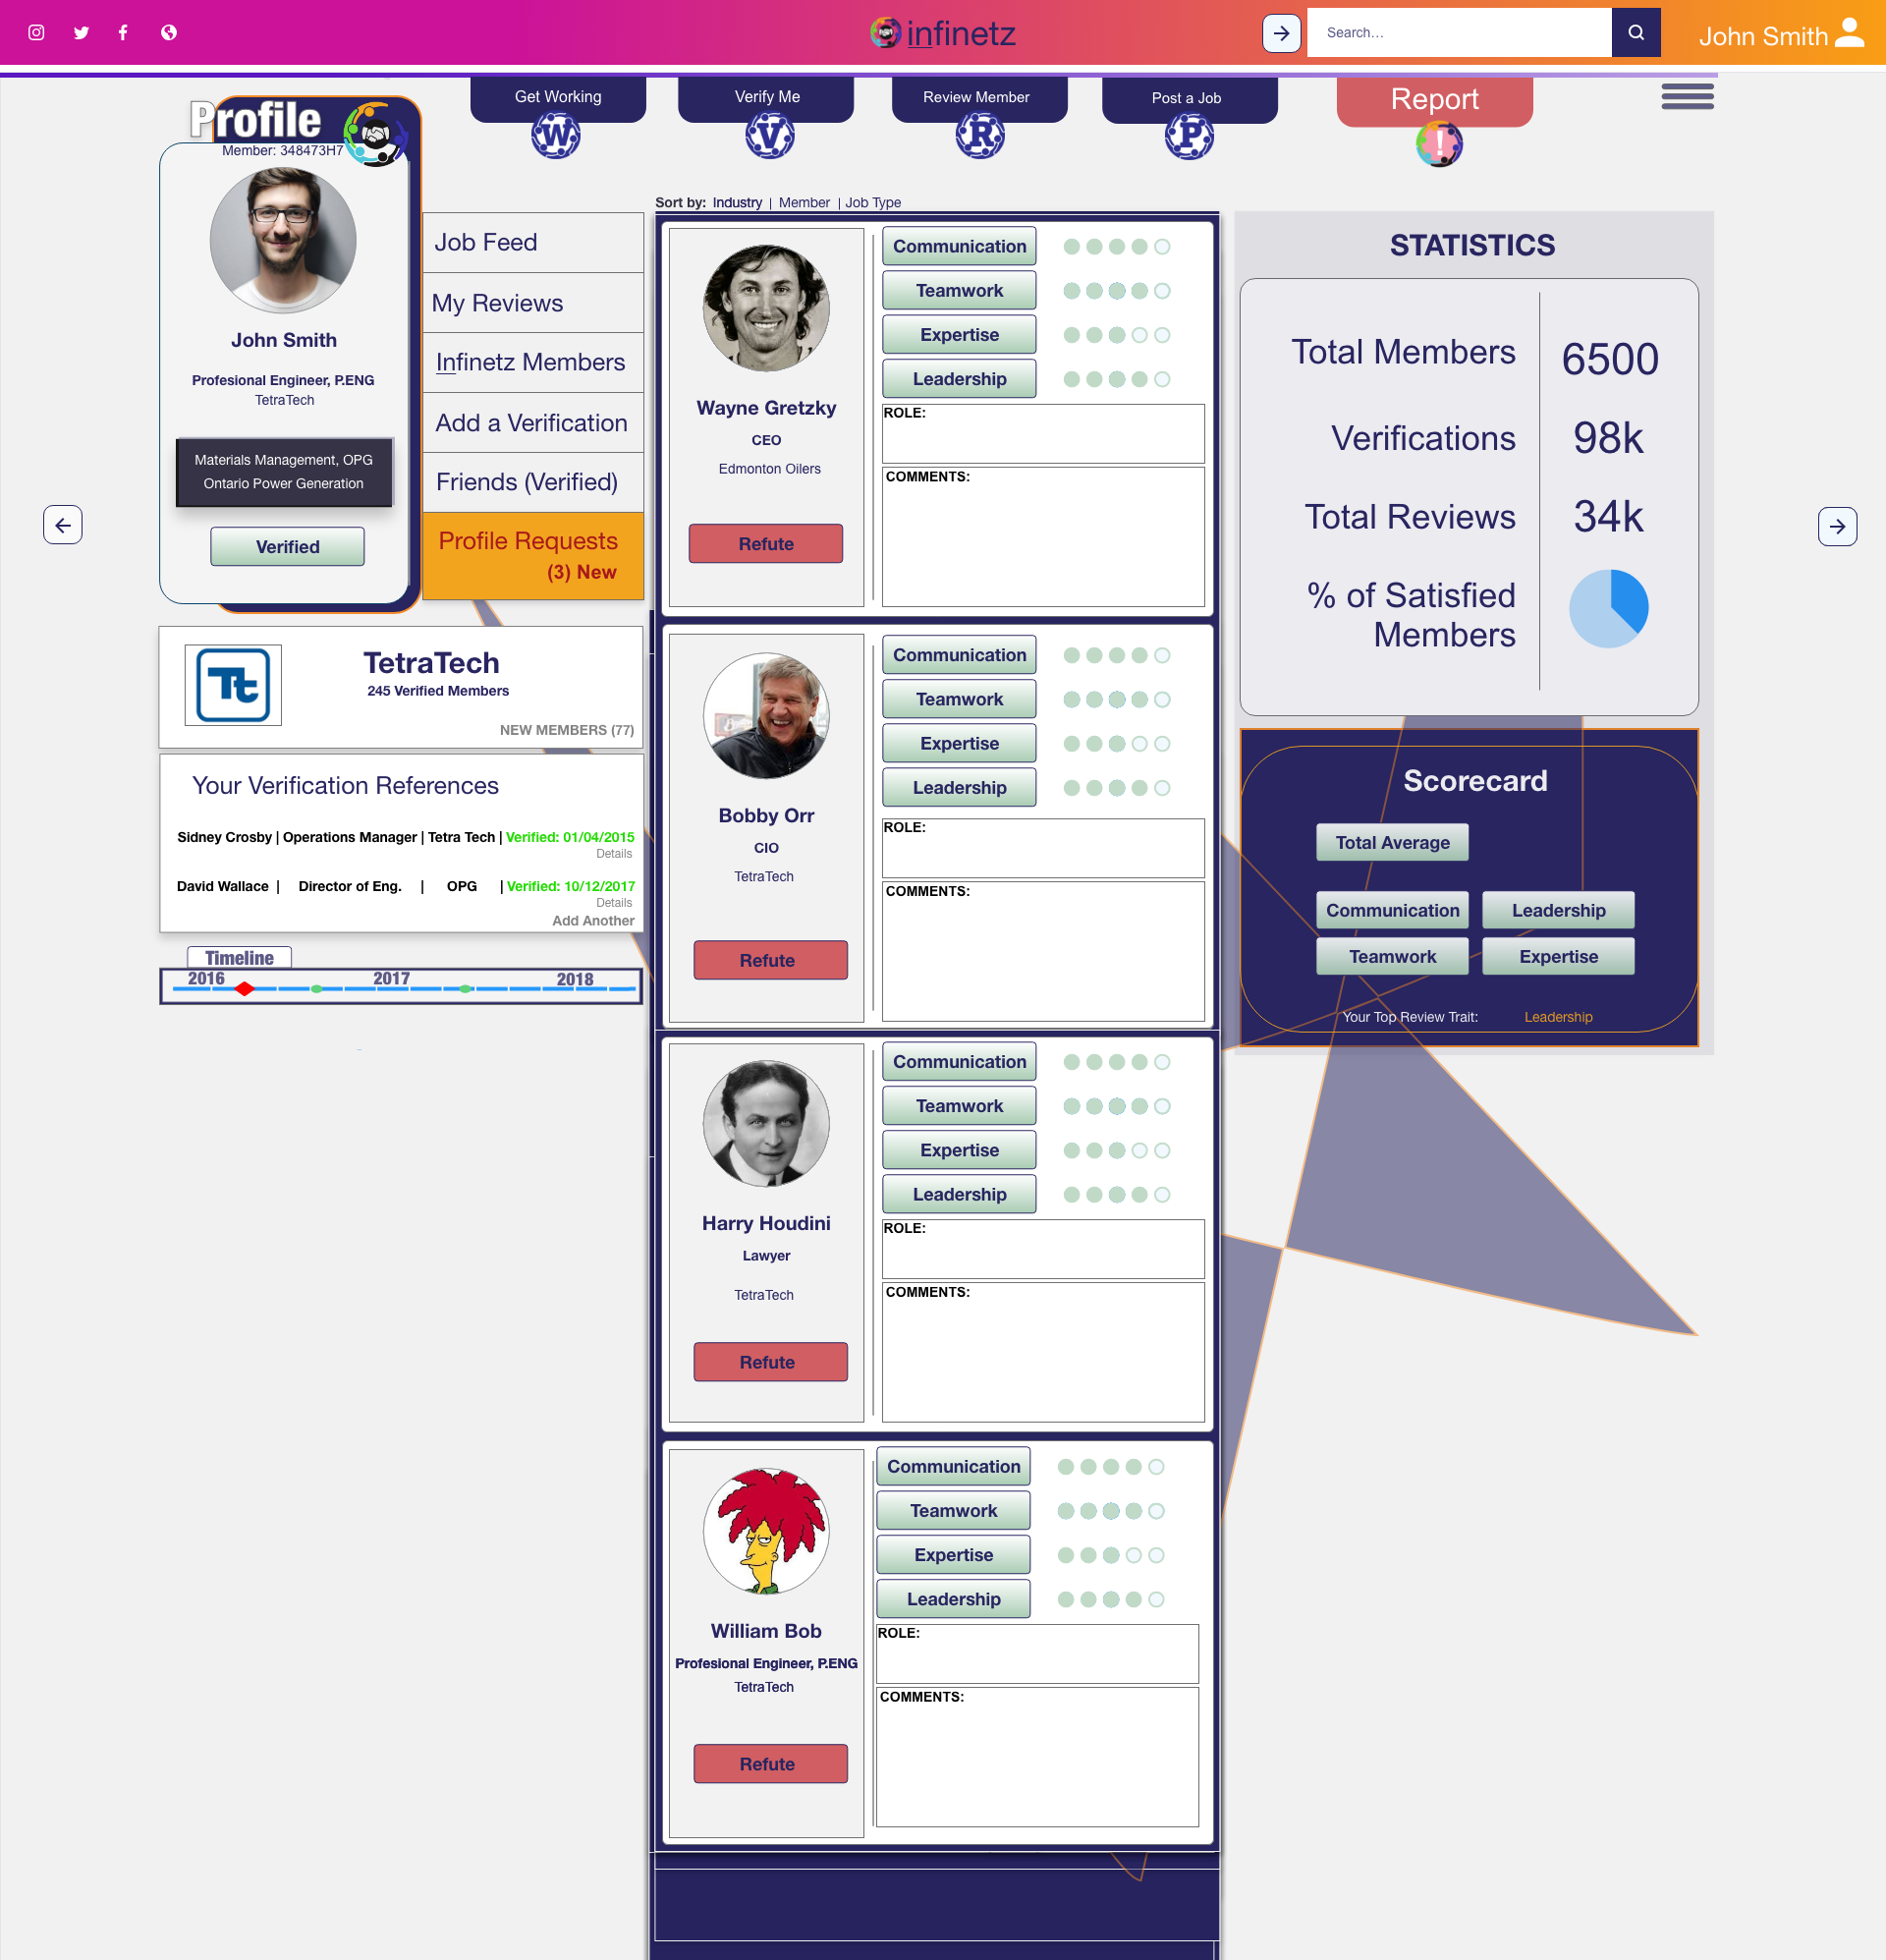 infinetz
Search...
John Smith
Get Working
Verify Me
Review Member
Post a Job
Report
W
V
R
P
!
Profile
Member: 348473H7
John Smith
Profesional Engineer, P.ENG
TetraTech
Materials Management, OPG
Ontario Power Generation
Verified
Job Feed
My Reviews
Infinetz Members
Add a Verification
Friends (Verified)
Profile Requests
(3) New
Tt
TetraTech
245 Verified Members
NEW MEMBERS (77)
Your Verification References
Sidney Crosby | Operations Manager | Tetra Tech | Verified: 01/04/2015
Details
David Wallace | Director of Eng. | OPG | Verified: 10/12/2017
Details
Add Another
Timeline
2016 2017 2018
Sort by: Industry | Member | Job Type
Wayne Gretzky
CEO
Edmonton Oilers
Refute
Communication
Teamwork
Expertise
Leadership
ROLE:
COMMENTS:
Bobby Orr
CIO
TetraTech
Refute
Communication
Teamwork
Expertise
Leadership
ROLE:
COMMENTS:
Harry Houdini
Lawyer
TetraTech
Refute
Communication
Teamwork
Expertise
Leadership
ROLE:
COMMENTS:
William Bob
Profesional Engineer, P.ENG
TetraTech
Refute
Communication
Teamwork
Expertise
Leadership
ROLE:
COMMENTS:
STATISTICS
Total Members 6500
Verifications 98k
Total Reviews 34k
% of Satisfied
Members
Scorecard
Total Average
Communication Leadership
Teamwork Expertise
Your Top Review Trait: Leadership